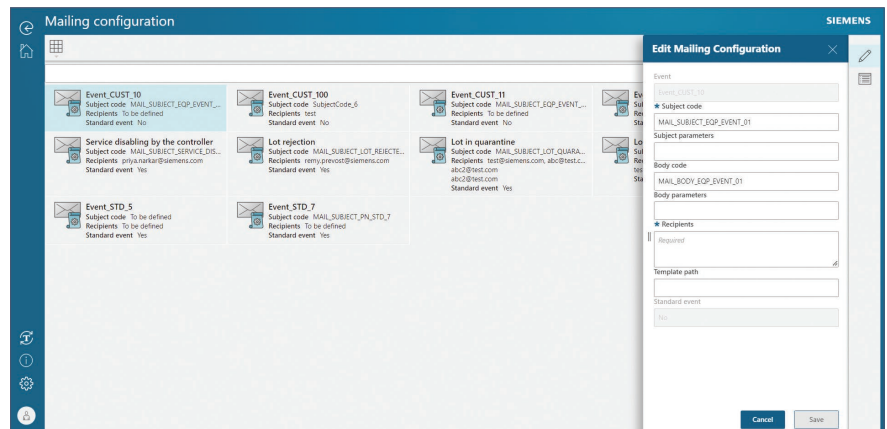 Mailing configuration
SIEMENS
Event_CUST_10
Subject code MAIL_SUBJECT_EQP_EVENT_...
Recipients To be defined
Standard event No
Event_CUST_100
Subject code SubjectCode_6
Recipients test
Standard event No
Event_CUST_11
Subject code MAIL_SUBJECT_EQP_EVENT_...
Recipients To be defined
Standard event No
Service disabling by the controller
Subject code MAIL_SUBJECT_SERVICE_DIS...
Recipients priya.narkar@siemens.com
Standard event Yes
Lot rejection
Subject code MAIL_SUBJECT_LOT_REJECTE...
Recipients remy.prevost@siemens.com
Standard event Yes
Lot in quarantine
Subject code MAIL_SUBJECT_LOT_QUARA...
Recipients test@siemens.com, abc@test.c...
abc2@test.com
abc2@test.com
Standard event Yes
Event_STD_5
Subject code To be defined
Recipients To be defined
Standard event Yes
Event_STD_7
Subject code MAIL_SUBJECT_PN_STD_7
Recipients To be defined
Standard event Yes
Edit Mailing Configuration
Event
Event_CUST_10
★ Subject code
MAIL_SUBJECT_EQP_EVENT_01
Subject parameters
Body code
MAIL_BODY_EQP_EVENT_01
Body parameters
★ Recipients
Required
Template path
Standard event
No
Cancel
Save